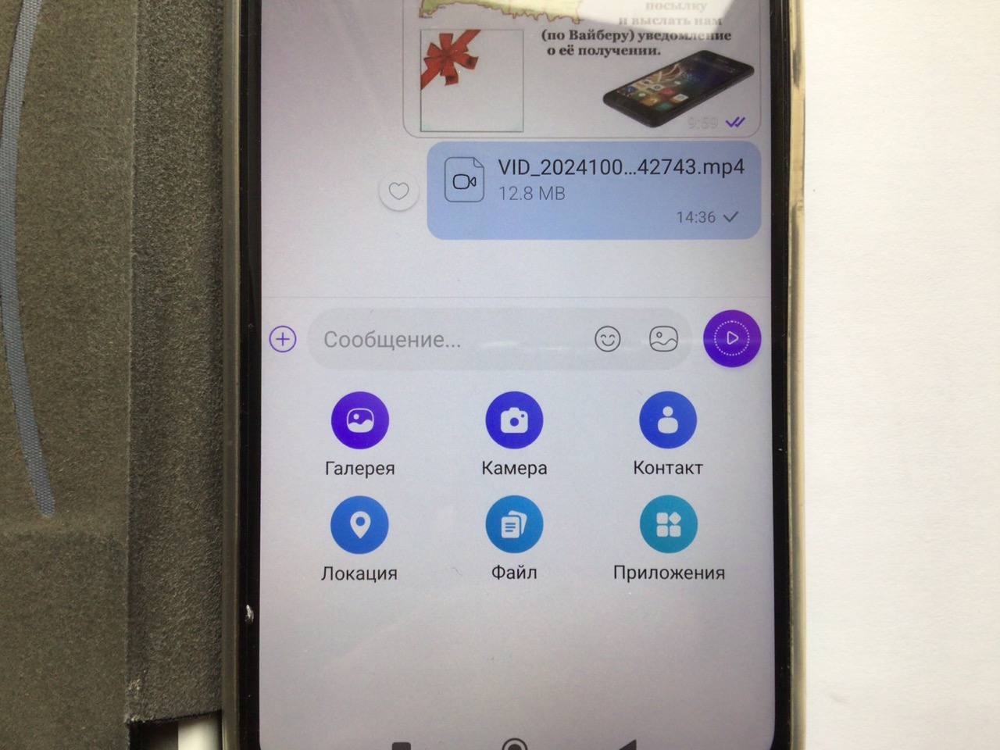 посылку
и выслать нам
(по Вайберу) уведомление
о её получении.
9:59
VID_2024100...42743.mp4
12.8 MB
14:36
Сообщение...
Галерея
Камера
Контакт
Локация
Файл
Приложения